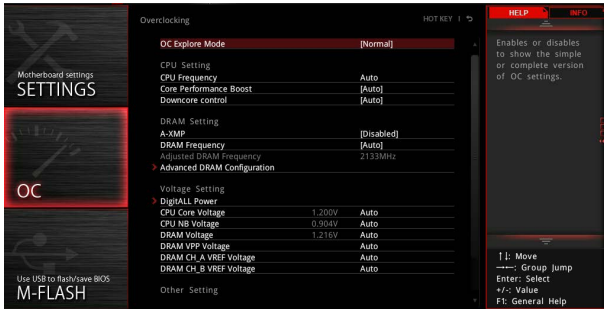 Overclocking
HOT KEY |
HELP
INFO
OC Explore Mode [Normal]
CPU Setting
CPU Frequency Auto
Core Performance Boost [Auto]
Downcore control [Auto]
DRAM Setting
A-XMP [Disabled]
DRAM Frequency [Auto]
Adjusted DRAM Frequency 2133MHz
Advanced DRAM Configuration
Voltage Setting
DigitALL Power
CPU Core Voltage 1.200V Auto
CPU NB Voltage 0.904V Auto
DRAM Voltage 1.216V Auto
DRAM VPP Voltage Auto
DRAM CH_A VREF Voltage Auto
DRAM CH_B VREF Voltage Auto
Other Setting
Motherboard settings
SETTINGS
OC
Use USB to flash/save BIOS
M-FLASH
Enables or disables
to show the simple
or complete version
of OC settings.
↑↓: Move
→←: Group Jump
Enter: Select
+/-: Value
F1: General Help